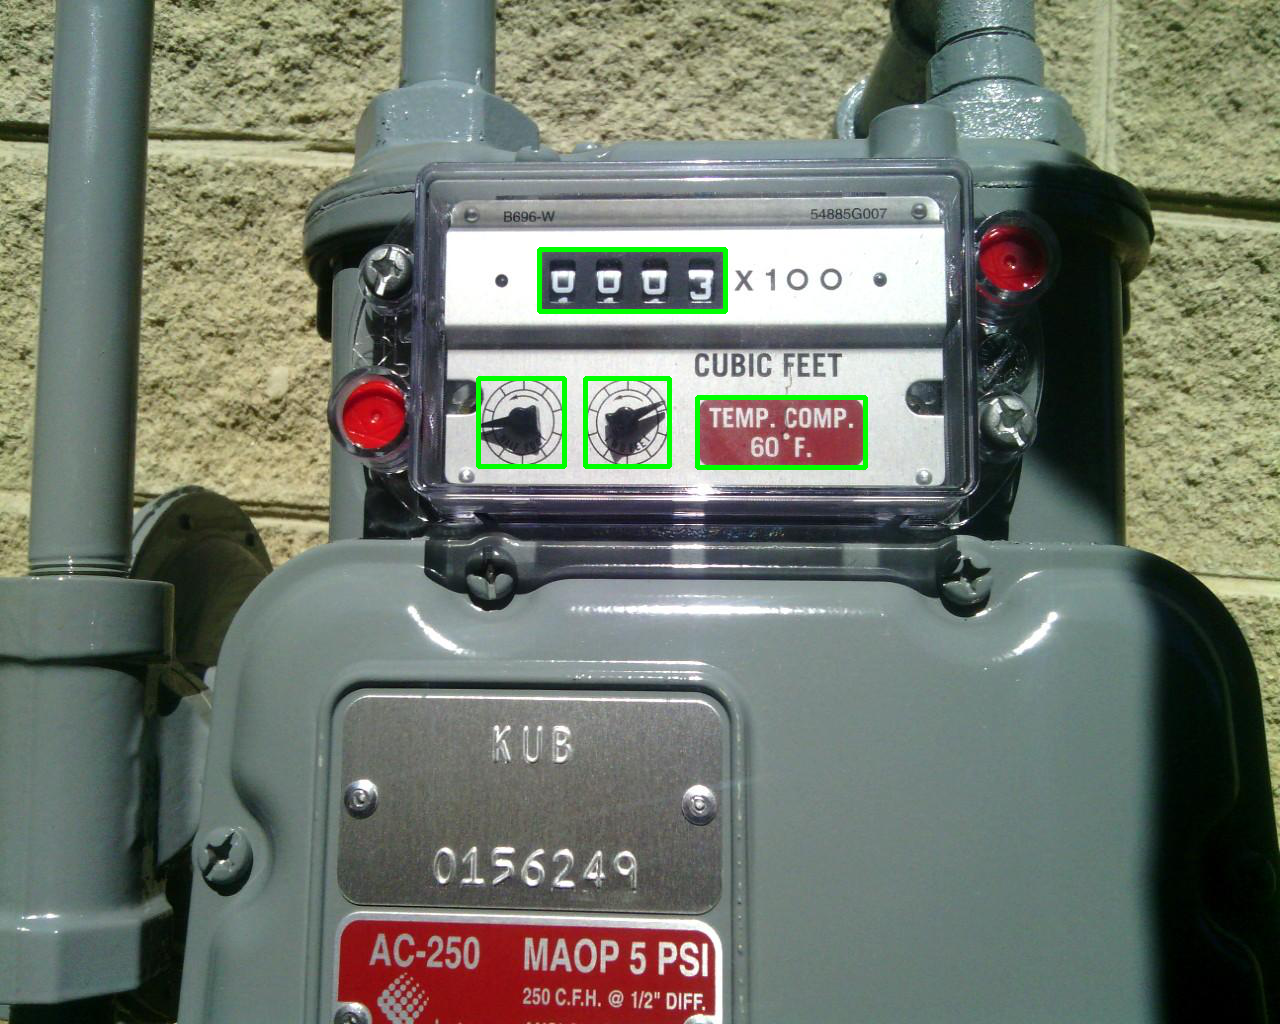 B696-W 54885G007
0003 X 100
CUBIC FEET
TEMP. COMP.
60°F.
KUB
0156249
AC-250 MAOP 5 PSI
250 C.F.H. @ 1/2" DIFF.